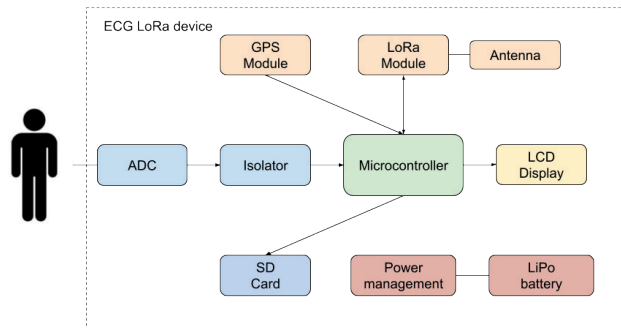 ECG LoRa device
GPS
Module
LoRa
Module
Antenna
ADC
Isolator
Microcontroller
LCD
Display
SD
Card
Power
management
LiPo
battery